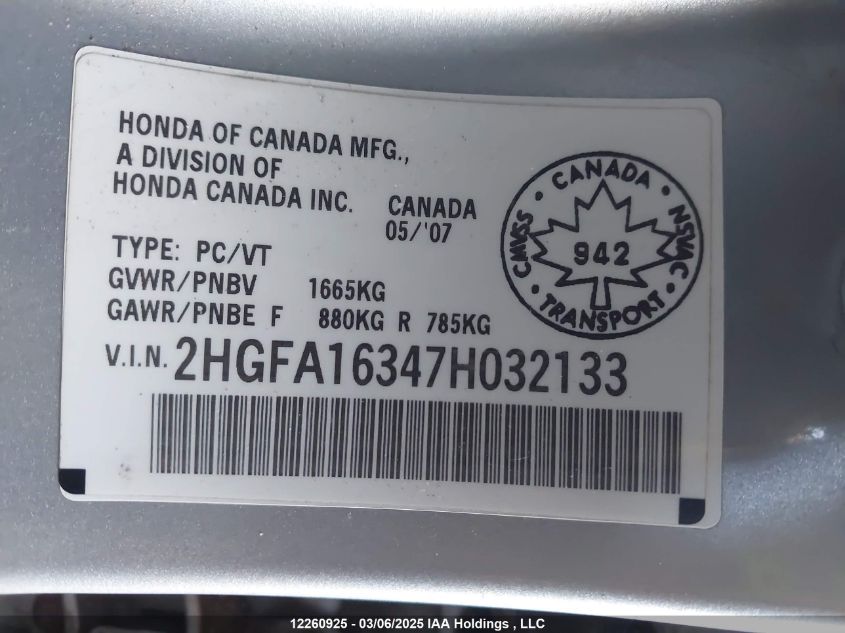 HONDA OF CANADA MFG.,
A DIVISION OF
HONDA CANADA INC.
CANADA
05/'07
TYPE: PC/VT
GVWR/PNBV 1665KG
GAWR/PNBE F 880KG R 785KG
V.I.N. 2HGFA16347H032133
CANADA
CMVSS
942
NSVAC
TRANSPORT
12260925 - 03/06/2025 IAA Holdings , LLC